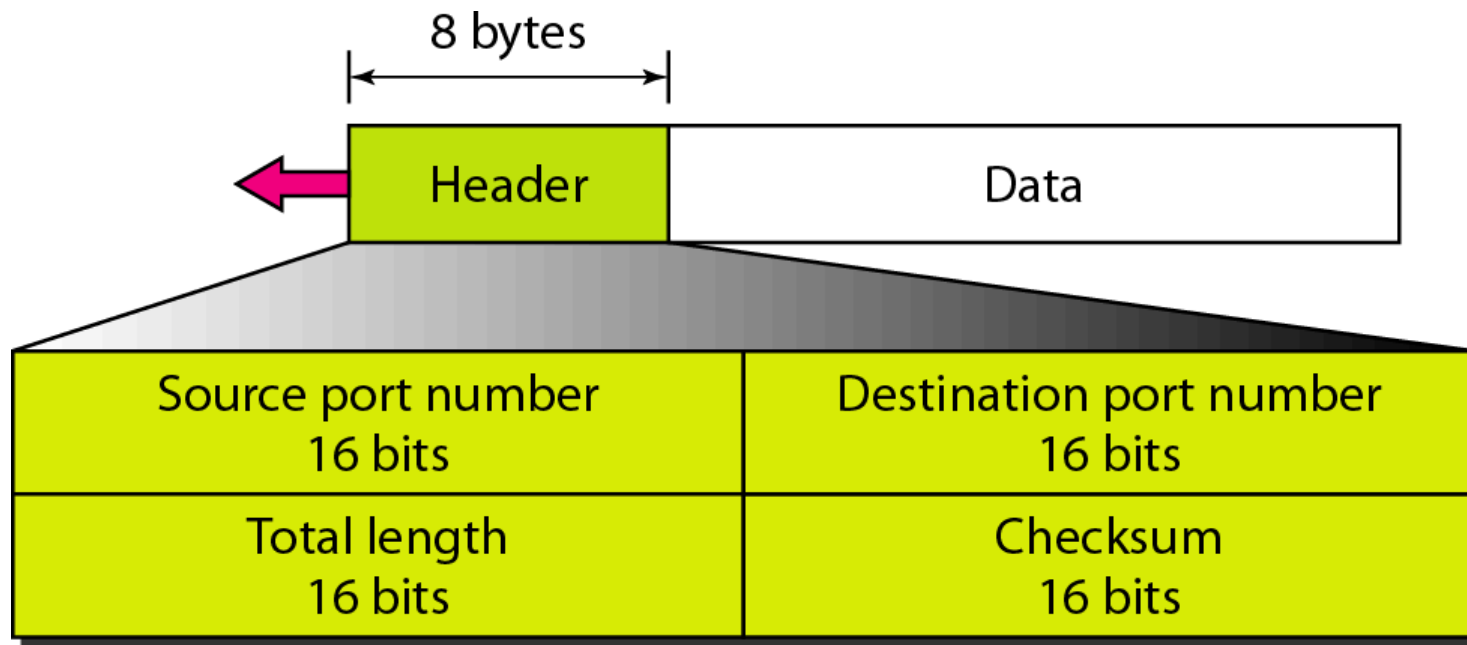 8 bytes
Header
Data
Source port number
16 bits
Destination port number
16 bits
Total length
16 bits
Checksum
16 bits